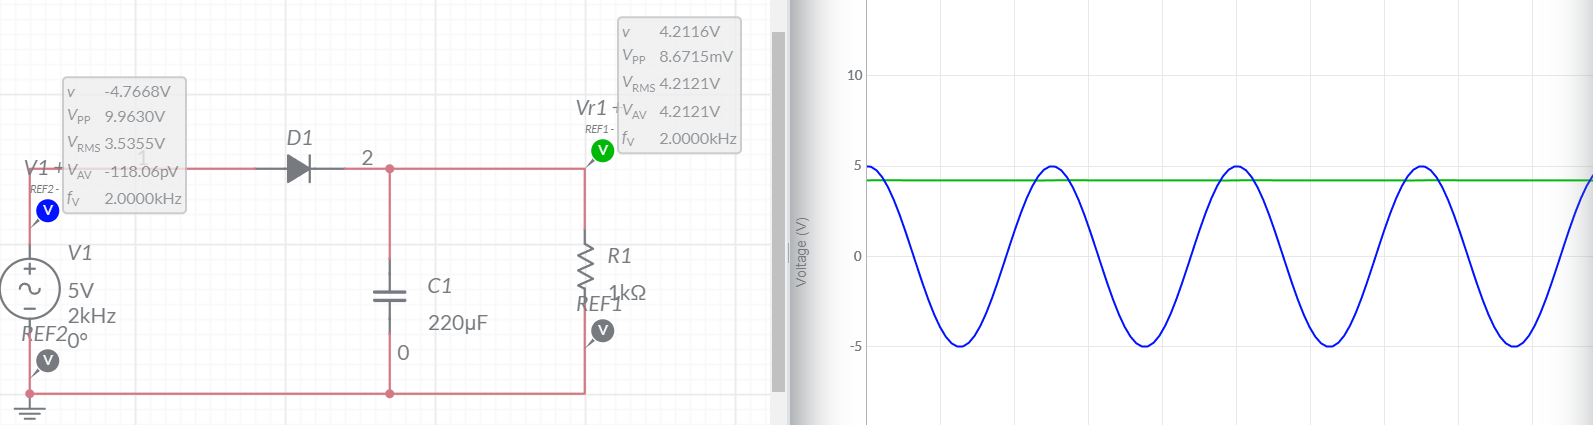 v 4.2116V
VPP 8.6715mV
VRMS 4.2121V
VAV 4.2121V
fV 2.0000kHz
Vr1 +
REF1 -
V
v -4.7668V
VPP 9.9630V
VRMS 3.5355V
VAV -118.06pV
fV 2.0000kHz
1
V1 +
REF2 -
V
D1
2
V1
5V
2kHz
0°
REF2
V
C1
220µF
0
R1
1kΩ
REF1
V
Voltage (V)
10
5
0
-5